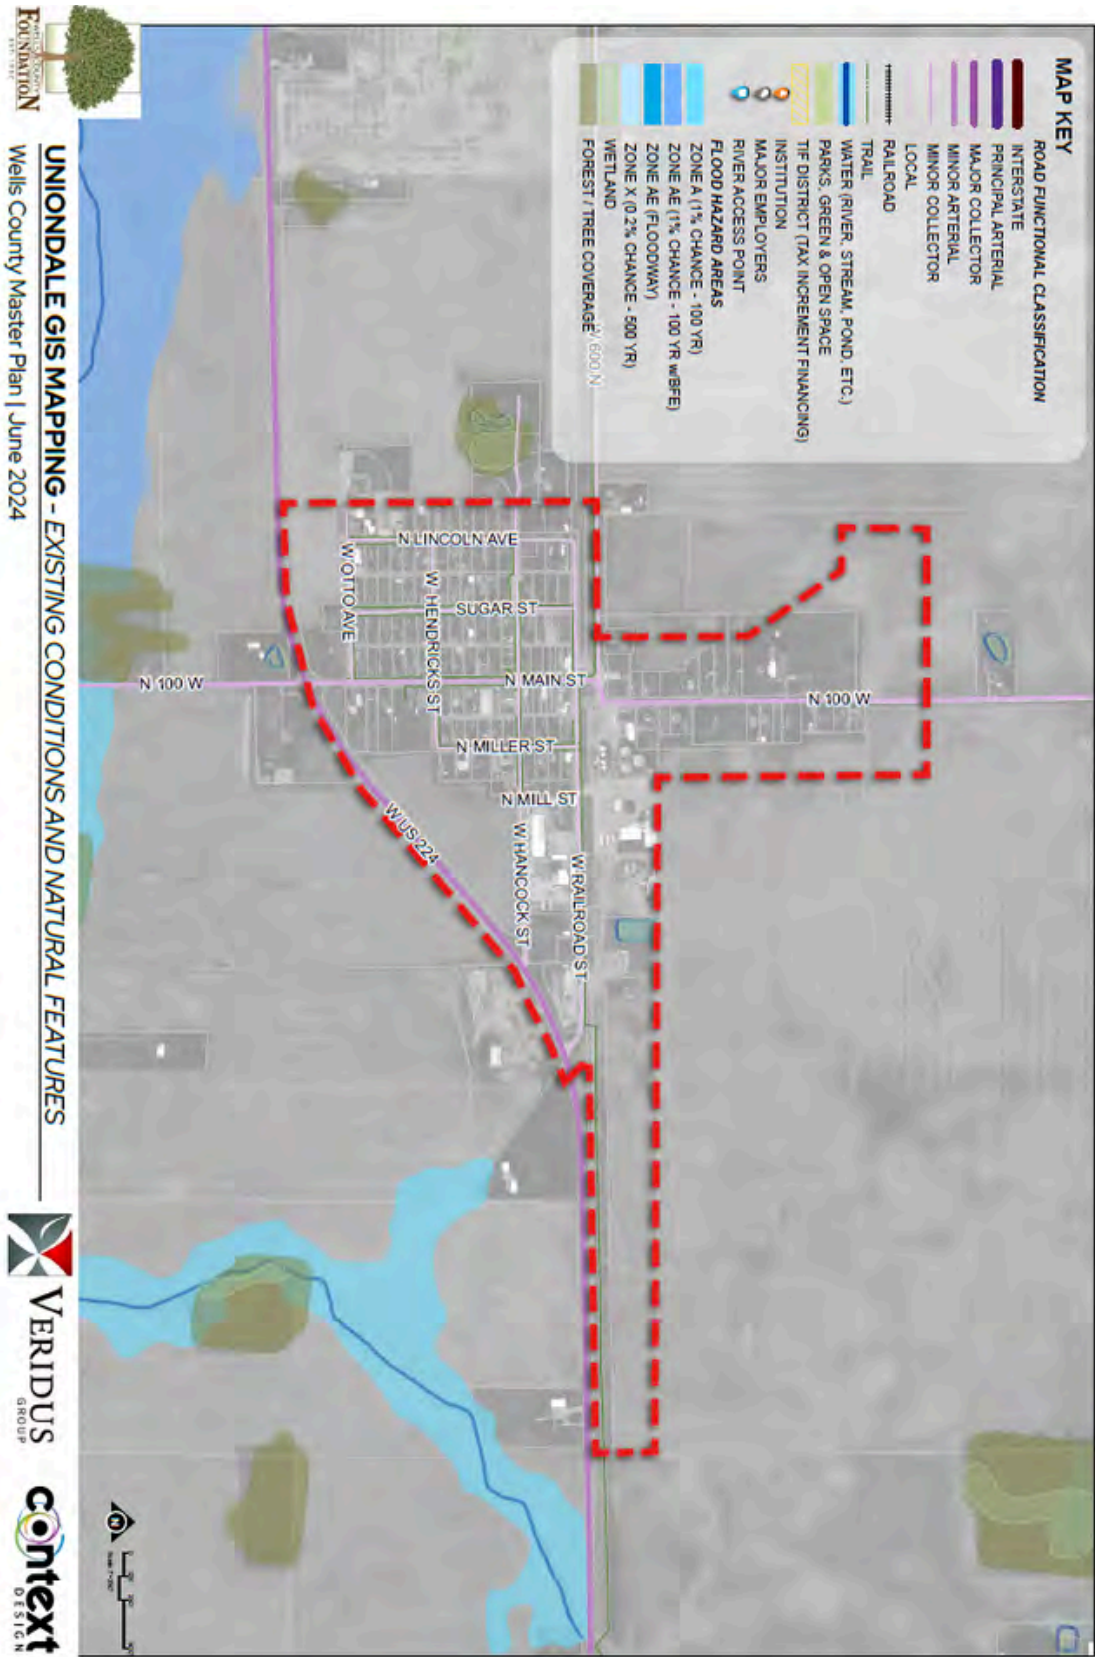 MAP KEY
ROAD FUNCTIONAL CLASSIFICATION
INTERSTATE
PRINCIPAL ARTERIAL
MAJOR COLLECTOR
MINOR ARTERIAL
MINOR COLLECTOR
LOCAL
RAILROAD
TRAIL
WATER (RIVER, STREAM, POND, ETC.)
PARKS, GREEN & OPEN SPACE
TIF DISTRICT (TAX INCREMENT FINANCING)
INSTITUTION
MAJOR EMPLOYERS
RIVER ACCESS POINT
FLOOD HAZARD AREAS
ZONE A (1% CHANCE - 100 YR)
ZONE AE (1% CHANCE - 100 YR w/BFE)
ZONE AE (FLOODWAY)
ZONE X (0.2% CHANCE - 500 YR)
WETLAND
FOREST / TREE COVERAGE
W 600 N
N 100 W
N LINCOLN AVE
SUGAR ST
N MAIN ST
N MILLER ST
N MILL ST
W RAILROAD ST
W HANCOCK ST
W HENDRICKS ST
W OTTO AVE
W US 224
N 100 W
N
WELLS COUNTY
FOUNDATION
UNIONDALE GIS MAPPING - EXISTING CONDITIONS AND NATURAL FEATURES
Wells County Master Plan | June 2024
VERIDUS
GROUP
context
DESIGN